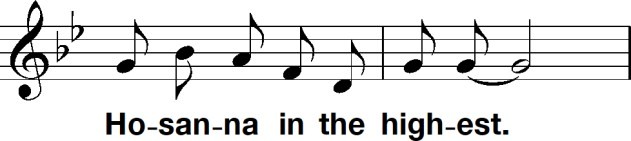 Ho-san-na in the high-est.